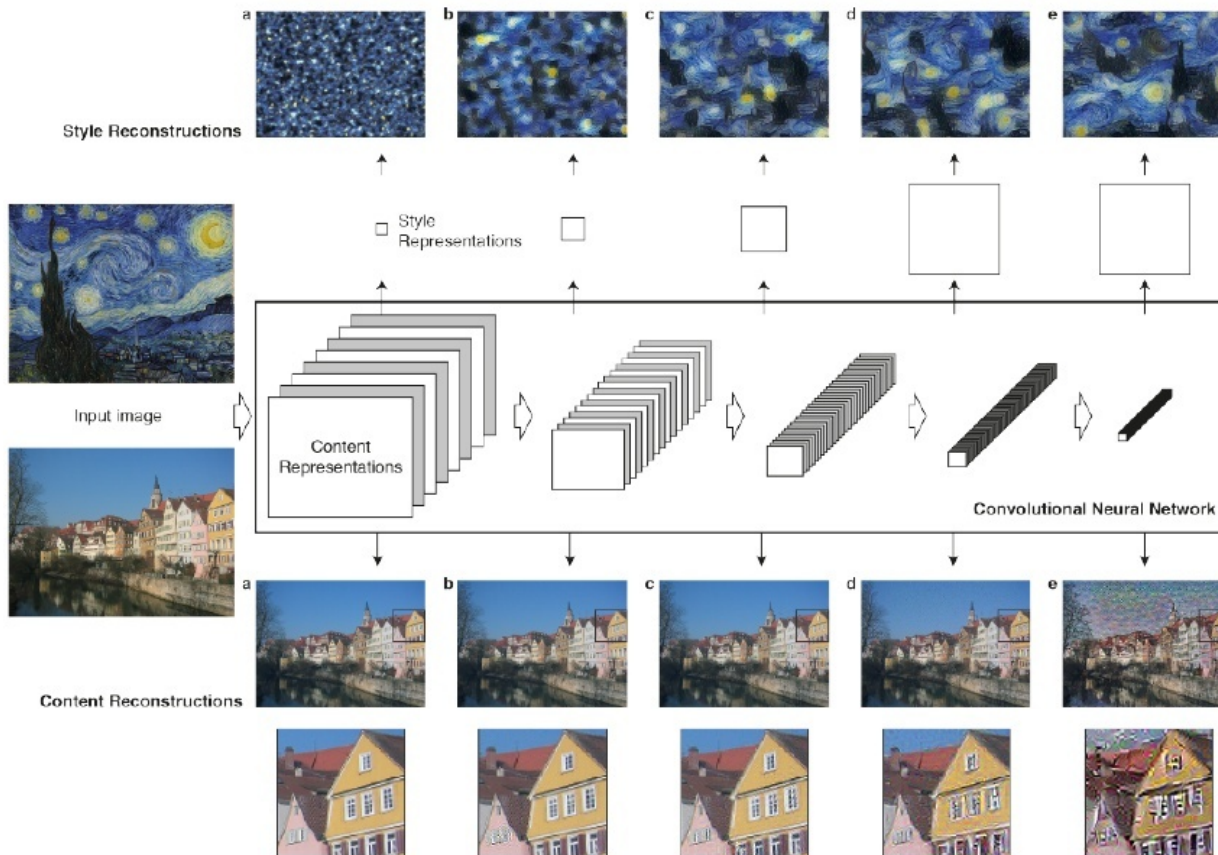 a b c d e
Style Reconstructions
Style
Representations
Input image
Content
Representations
Convolutional Neural Network
a b c d e
Content Reconstructions